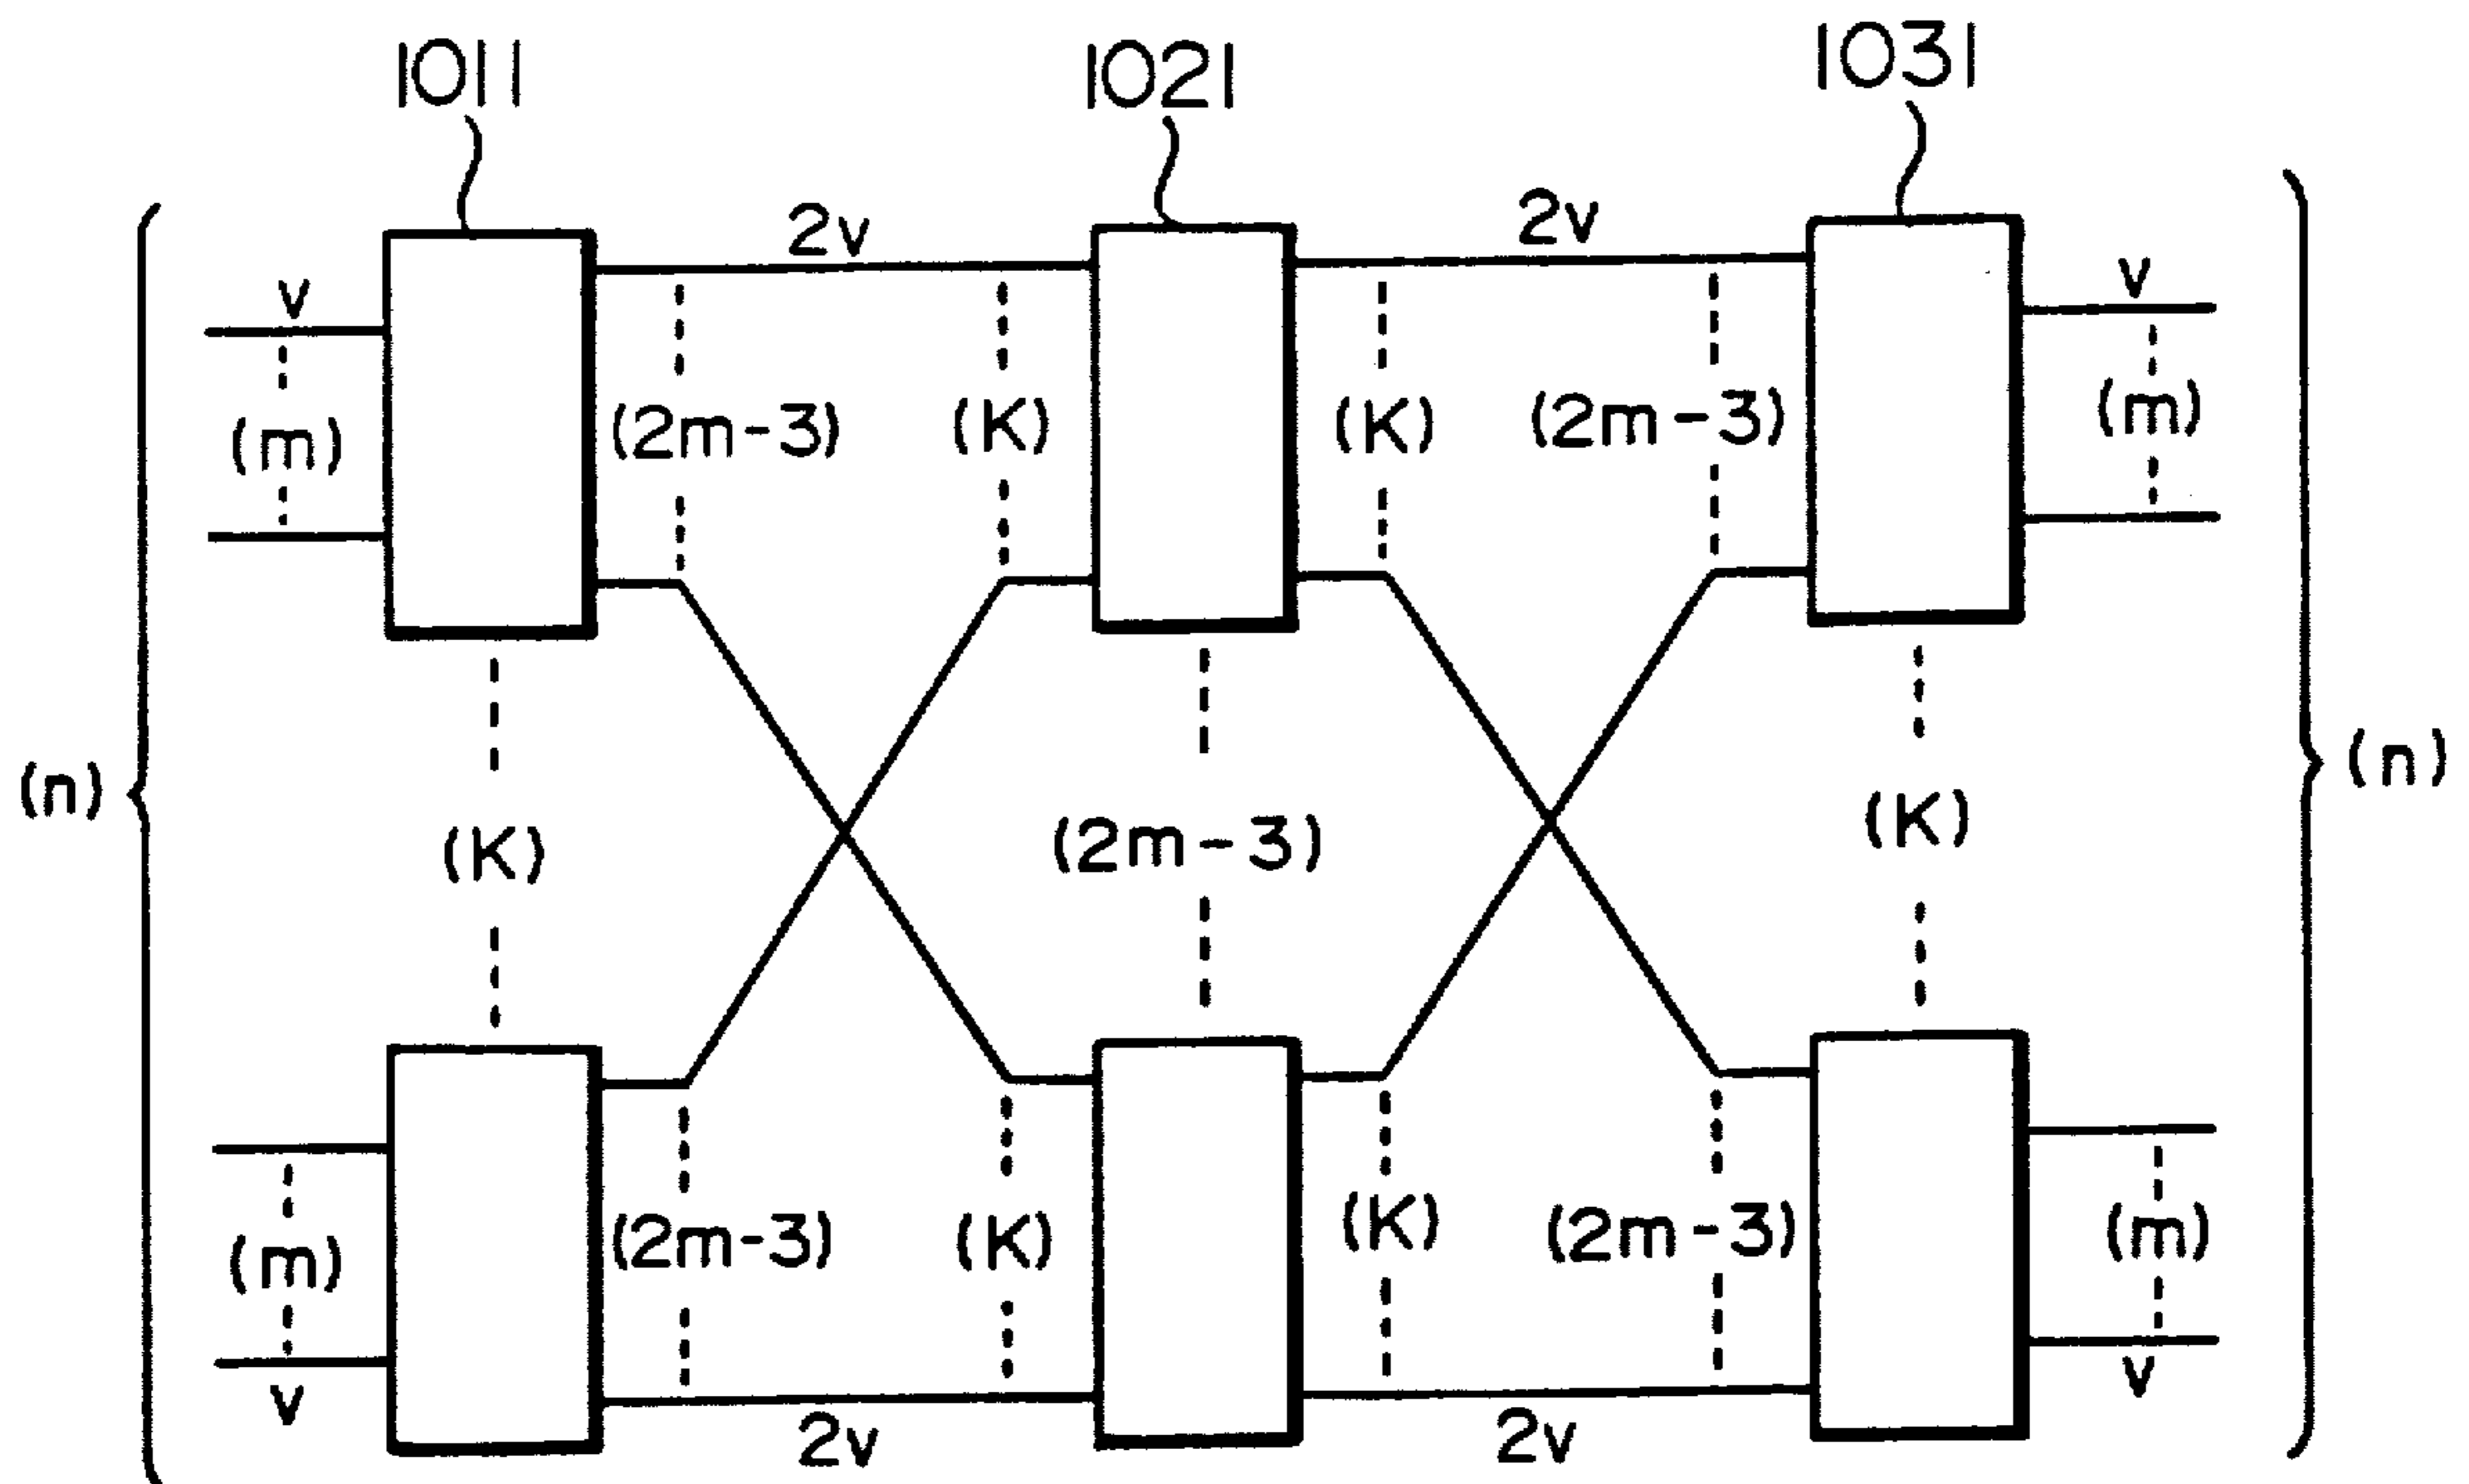 1011 1021 1031
2v 2v
v v
(m) (2m-3) (K) (K) (2m-3) (m)
(n) (K) (2m-3) (K) (n)
(m) (2m-3) (K) (K) (2m-3) (m)
v v
2v 2v